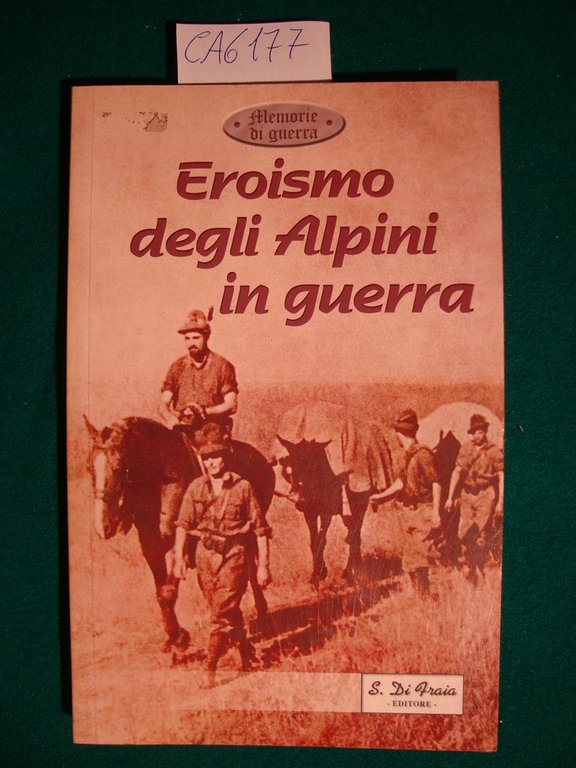 CA6177
Memorie
di guerra
Eroismo
degli Alpini
in guerra
S. Di Fraia
- EDITORE -